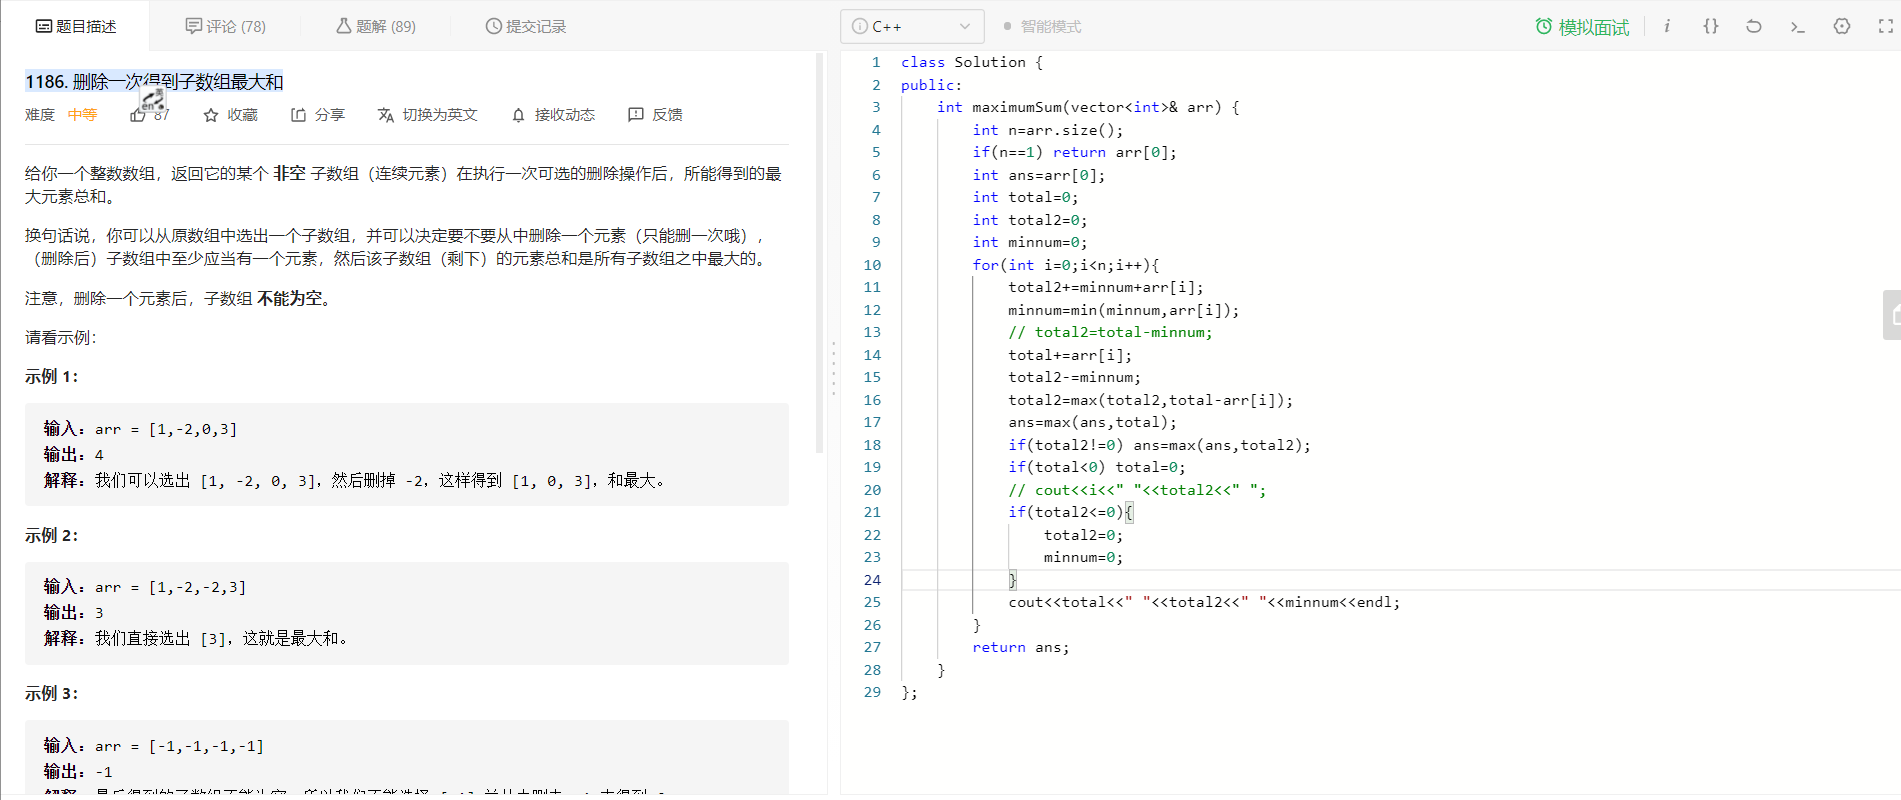 题目描述
评论 (78)
题解 (89)
提交记录
1186. 删除一次得到子数组最大和
难度 中等
87
收藏
分享
切换为英文
接收动态
反馈
给你一个整数数组，返回它的某个 非空 子数组（连续元素）在执行一次可选的删除操作后，所能得到的最
大元素总和。
换句话说，你可以从原数组中选出一个子数组，并可以决定要不要从中删除一个元素（只能删一次哦），
（删除后）子数组中至少应当有一个元素，然后该子数组（剩下）的元素总和是所有子数组之中最大的。
注意，删除一个元素后，子数组 不能为空。
请看示例：
示例 1：
输入：arr = [1,-2,0,3]
输出：4
解释：我们可以选出 [1, -2, 0, 3]，然后删掉 -2，这样得到 [1, 0, 3]，和最大。
示例 2：
输入：arr = [1,-2,-2,3]
输出：3
解释：我们直接选出 [3]，这就是最大和。
示例 3：
输入：arr = [-1,-1,-1,-1]
输出：-1
C++
智能模式
模拟面试
1 class Solution {
2 public:
3 int maximumSum(vector<int>& arr) {
4 int n=arr.size();
5 if(n==1) return arr[0];
6 int ans=arr[0];
7 int total=0;
8 int total2=0;
9 int minnum=0;
10 for(int i=0;i<n;i++){
11 total2+=minnum+arr[i];
12 minnum=min(minnum,arr[i]);
13 // total2=total-minnum;
14 total+=arr[i];
15 total2-=minnum;
16 total2=max(total2,total-arr[i]);
17 ans=max(ans,total);
18 if(total2!=0) ans=max(ans,total2);
19 if(total<0) total=0;
20 // cout<<i<<" "<<total2<<" ";
21 if(total2<=0){
22 total2=0;
23 minnum=0;
24 }
25 cout<<total<<" "<<total2<<" "<<minnum<<endl;
26 }
27 return ans;
28 }
29 };